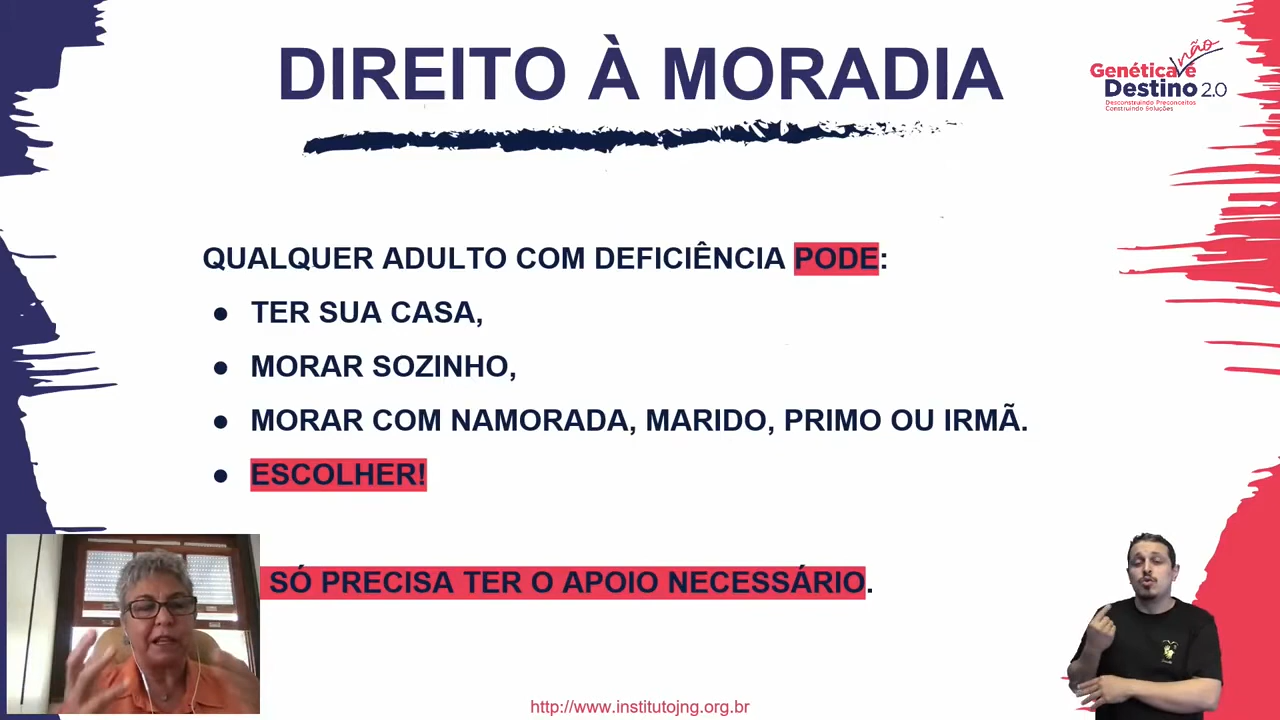 DIREITO À MORADIA
não
Genética é
Destino 2.0
Desconstruindo Preconceitos
Construindo Soluções
QUALQUER ADULTO COM DEFICIÊNCIA PODE:
● TER SUA CASA,
● MORAR SOZINHO,
● MORAR COM NAMORADA, MARIDO, PRIMO OU IRMÃ.
● ESCOLHER!
SÓ PRECISA TER O APOIO NECESSÁRIO.
http://www.institutojng.org.br